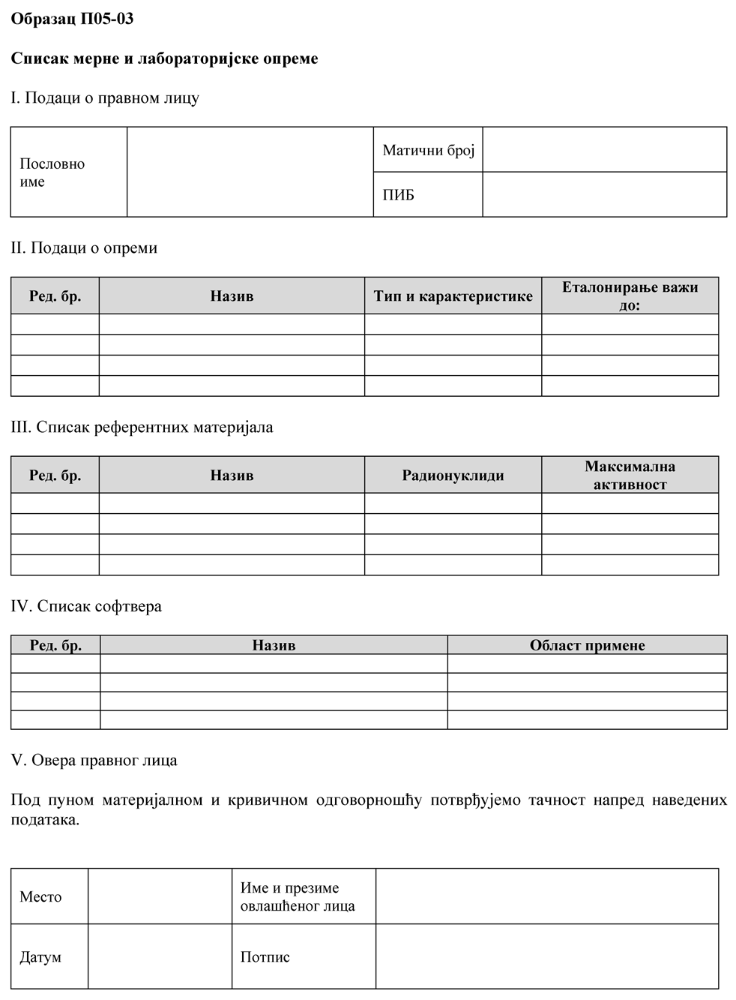 Образац П05-03
Списак мерне и лабораторијске опреме
I. Подаци о правном лицу
Пословно
име
Матични број
ПИБ
II. Подаци о опреми
Ред. бр. Назив Тип и карактеристике Еталонирање важи
до:
III. Списак референтних материјала
Ред. бр. Назив Радионуклиди Максимална
активност
IV. Списак софтвера
Ред. бр. Назив Област примене
V. Овера правног лица
Под пуном материјалном и кривичном одговорношћу потврђујемо тачност напред наведених
података.
Место
Име и презиме
овлашћеног лица
Датум Потпис